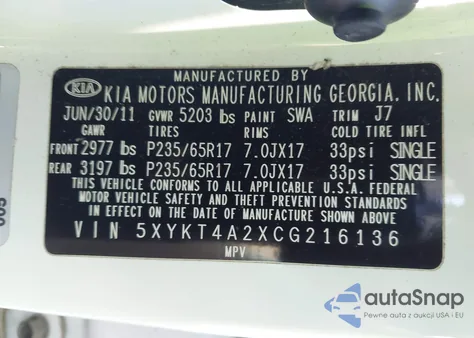 MANUFACTURED BY
KIA KIA MOTORS MANUFACTURING GEORGIA, INC.
JUN/30/11 GVWR 5203 lbs PAINT SWA TRIM J7
GAWR TIRES RIMS COLD TIRE INFL
FRONT 2977 lbs P235/65R17 7.0JX17 33psi SINGLE
REAR 3197 lbs P235/65R17 7.0JX17 33psi SINGLE
THIS VEHICLE CONFORMS TO ALL APPLICABLE U.S.A. FEDERAL
MOTOR VEHICLE SAFETY AND THEFT PREVENTION STANDARDS
IN EFFECT ON THE DATE OF MANUFACTURE SHOWN ABOVE.
VIN 5XYKT4A2XCG216136
MPV
autoSnap
Pewne auta z aukcji USA i EU